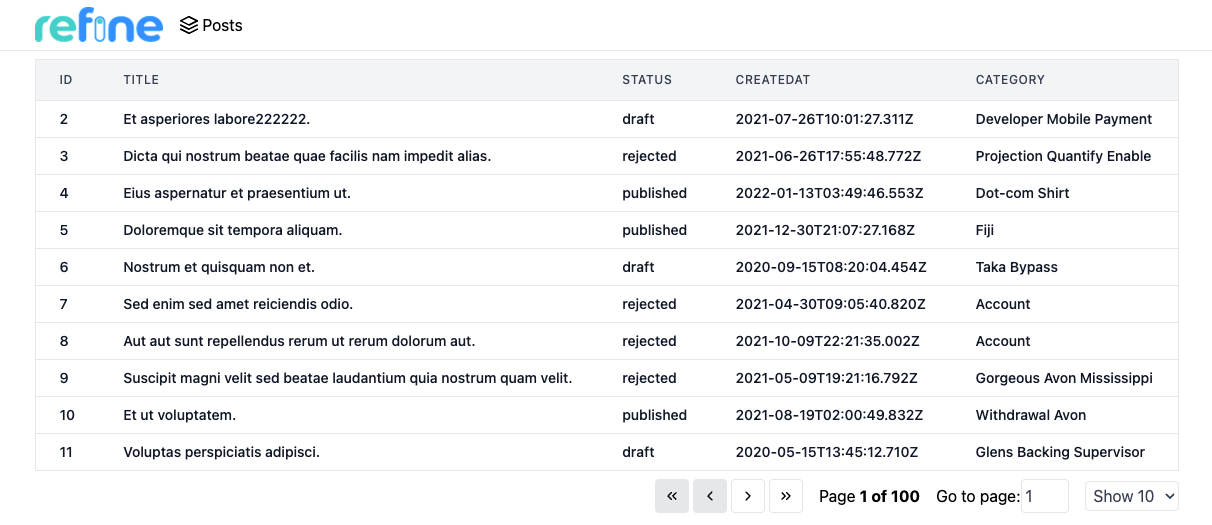 refine Posts
ID TITLE STATUS CREATEDAT CATEGORY
2 Et asperiores labore222222. draft 2021-07-26T10:01:27.311Z Developer Mobile Payment
3 Dicta qui nostrum beatae quae facilis nam impedit alias. rejected 2021-06-26T17:55:48.772Z Projection Quantify Enable
4 Eius aspernatur et praesentium ut. published 2022-01-13T03:49:46.553Z Dot-com Shirt
5 Doloremque sit tempora aliquam. published 2021-12-30T21:07:27.168Z Fiji
6 Nostrum et quisquam non et. draft 2020-09-15T08:20:04.454Z Taka Bypass
7 Sed enim sed amet reiciendis odio. rejected 2021-04-30T09:05:40.820Z Account
8 Aut aut sunt repellendus rerum ut rerum dolorum aut. rejected 2021-10-09T22:21:35.002Z Account
9 Suscipit magni velit sed beatae laudantium quia nostrum quam velit. rejected 2021-05-09T19:21:16.792Z Gorgeous Avon Mississippi
10 Et ut voluptatem. published 2021-08-19T02:00:49.832Z Withdrawal Avon
11 Voluptas perspiciatis adipisci. draft 2020-05-15T13:45:12.710Z Glens Backing Supervisor
« ‹ › » Page 1 of 100 Go to page: 1 Show 10